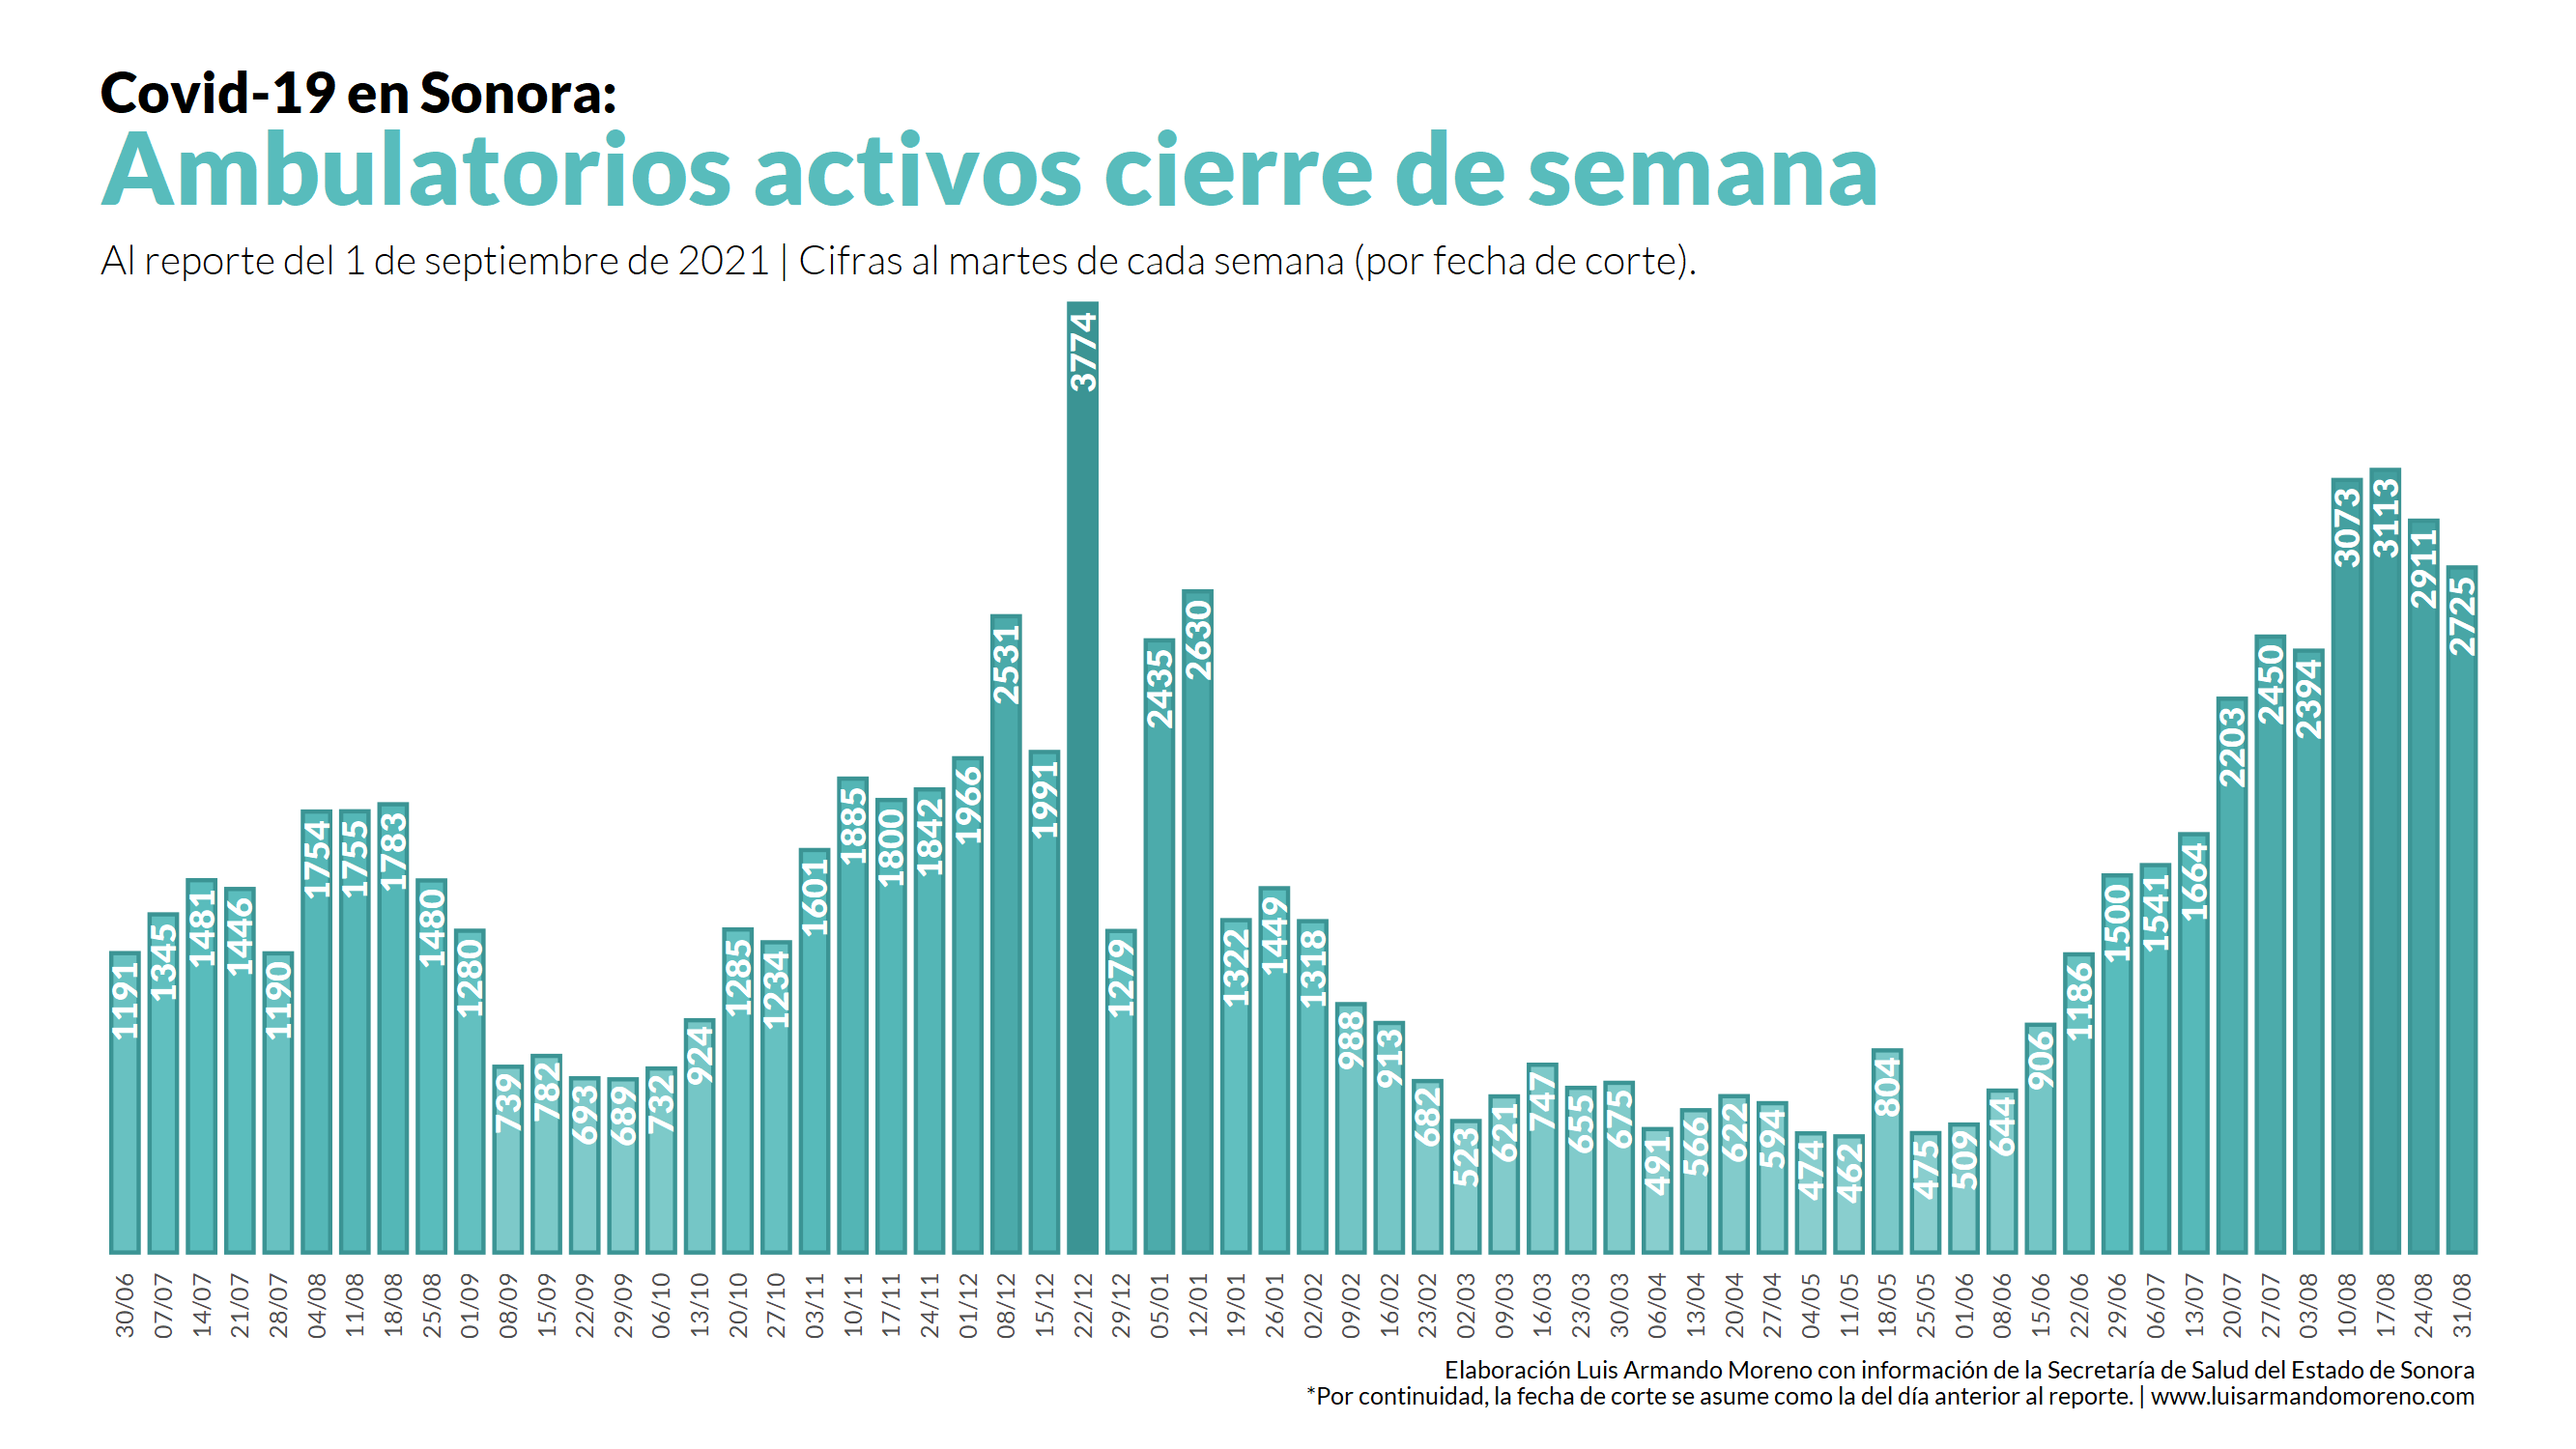 Covid-19 en Sonora:
Ambulatorios activos cierre de semana
Al reporte del 1 de septiembre de 2021 | Cifras al martes de cada semana (por fecha de corte).
1191 1345 1481 1446 1190 1754 1755 1783 1480 1280 739 782 693 689 732 924 1285 1234 1601 1885 1800 1842 1966 2531 1991 3774 1279 2435 2630 1322 1449 1318 988 913 682 523 621 747 655 675 491 566 622 594 474 462 804 475 509 644 906 1186 1500 1541 1664 2203 2450 2394 3073 3113 2911 2725
30/06 07/07 14/07 21/07 28/07 04/08 11/08 18/08 25/08 01/09 08/09 15/09 22/09 29/09 06/10 13/10 20/10 27/10 03/11 10/11 17/11 24/11 01/12 08/12 15/12 22/12 29/12 05/01 12/01 19/01 26/01 02/02 09/02 16/02 23/02 02/03 09/03 16/03 23/03 30/03 06/04 13/04 20/04 27/04 04/05 11/05 18/05 25/05 01/06 08/06 15/06 22/06 29/06 06/07 13/07 20/07 27/07 03/08 10/08 17/08 24/08 31/08
Elaboración Luis Armando Moreno con información de la Secretaría de Salud del Estado de Sonora
*Por continuidad, la fecha de corte se asume como la del día anterior al reporte. | www.luisarmandomoreno.com